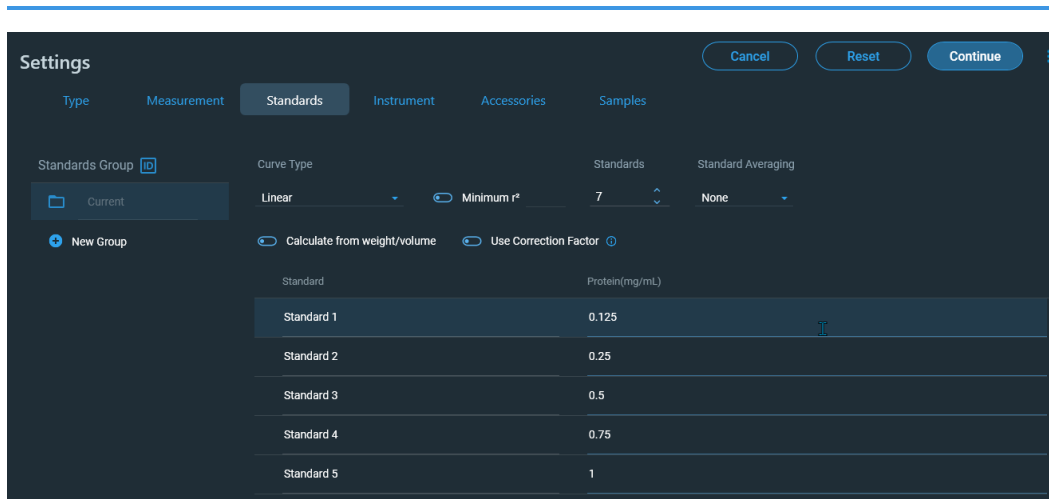 Settings
Cancel Reset Continue
Type Measurement Standards Instrument Accessories Samples
Standards Group ID
Current
New Group
Curve Type Standards Standard Averaging
Linear Minimum r² 7 None
Calculate from weight/volume Use Correction Factor
Standard Protein(mg/mL)
Standard 1 0.125
Standard 2 0.25
Standard 3 0.5
Standard 4 0.75
Standard 5 1